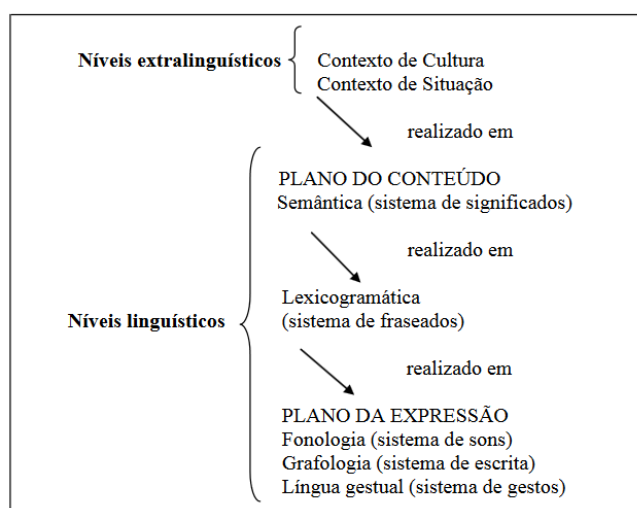 Níveis extralinguísticos
Contexto de Cultura
Contexto de Situação
realizado em
PLANO DO CONTEÚDO
Semântica (sistema de significados)
realizado em
Níveis linguísticos
Lexicogramática
(sistema de fraseados)
realizado em
PLANO DA EXPRESSÃO
Fonologia (sistema de sons)
Grafologia (sistema de escrita)
Língua gestual (sistema de gestos)